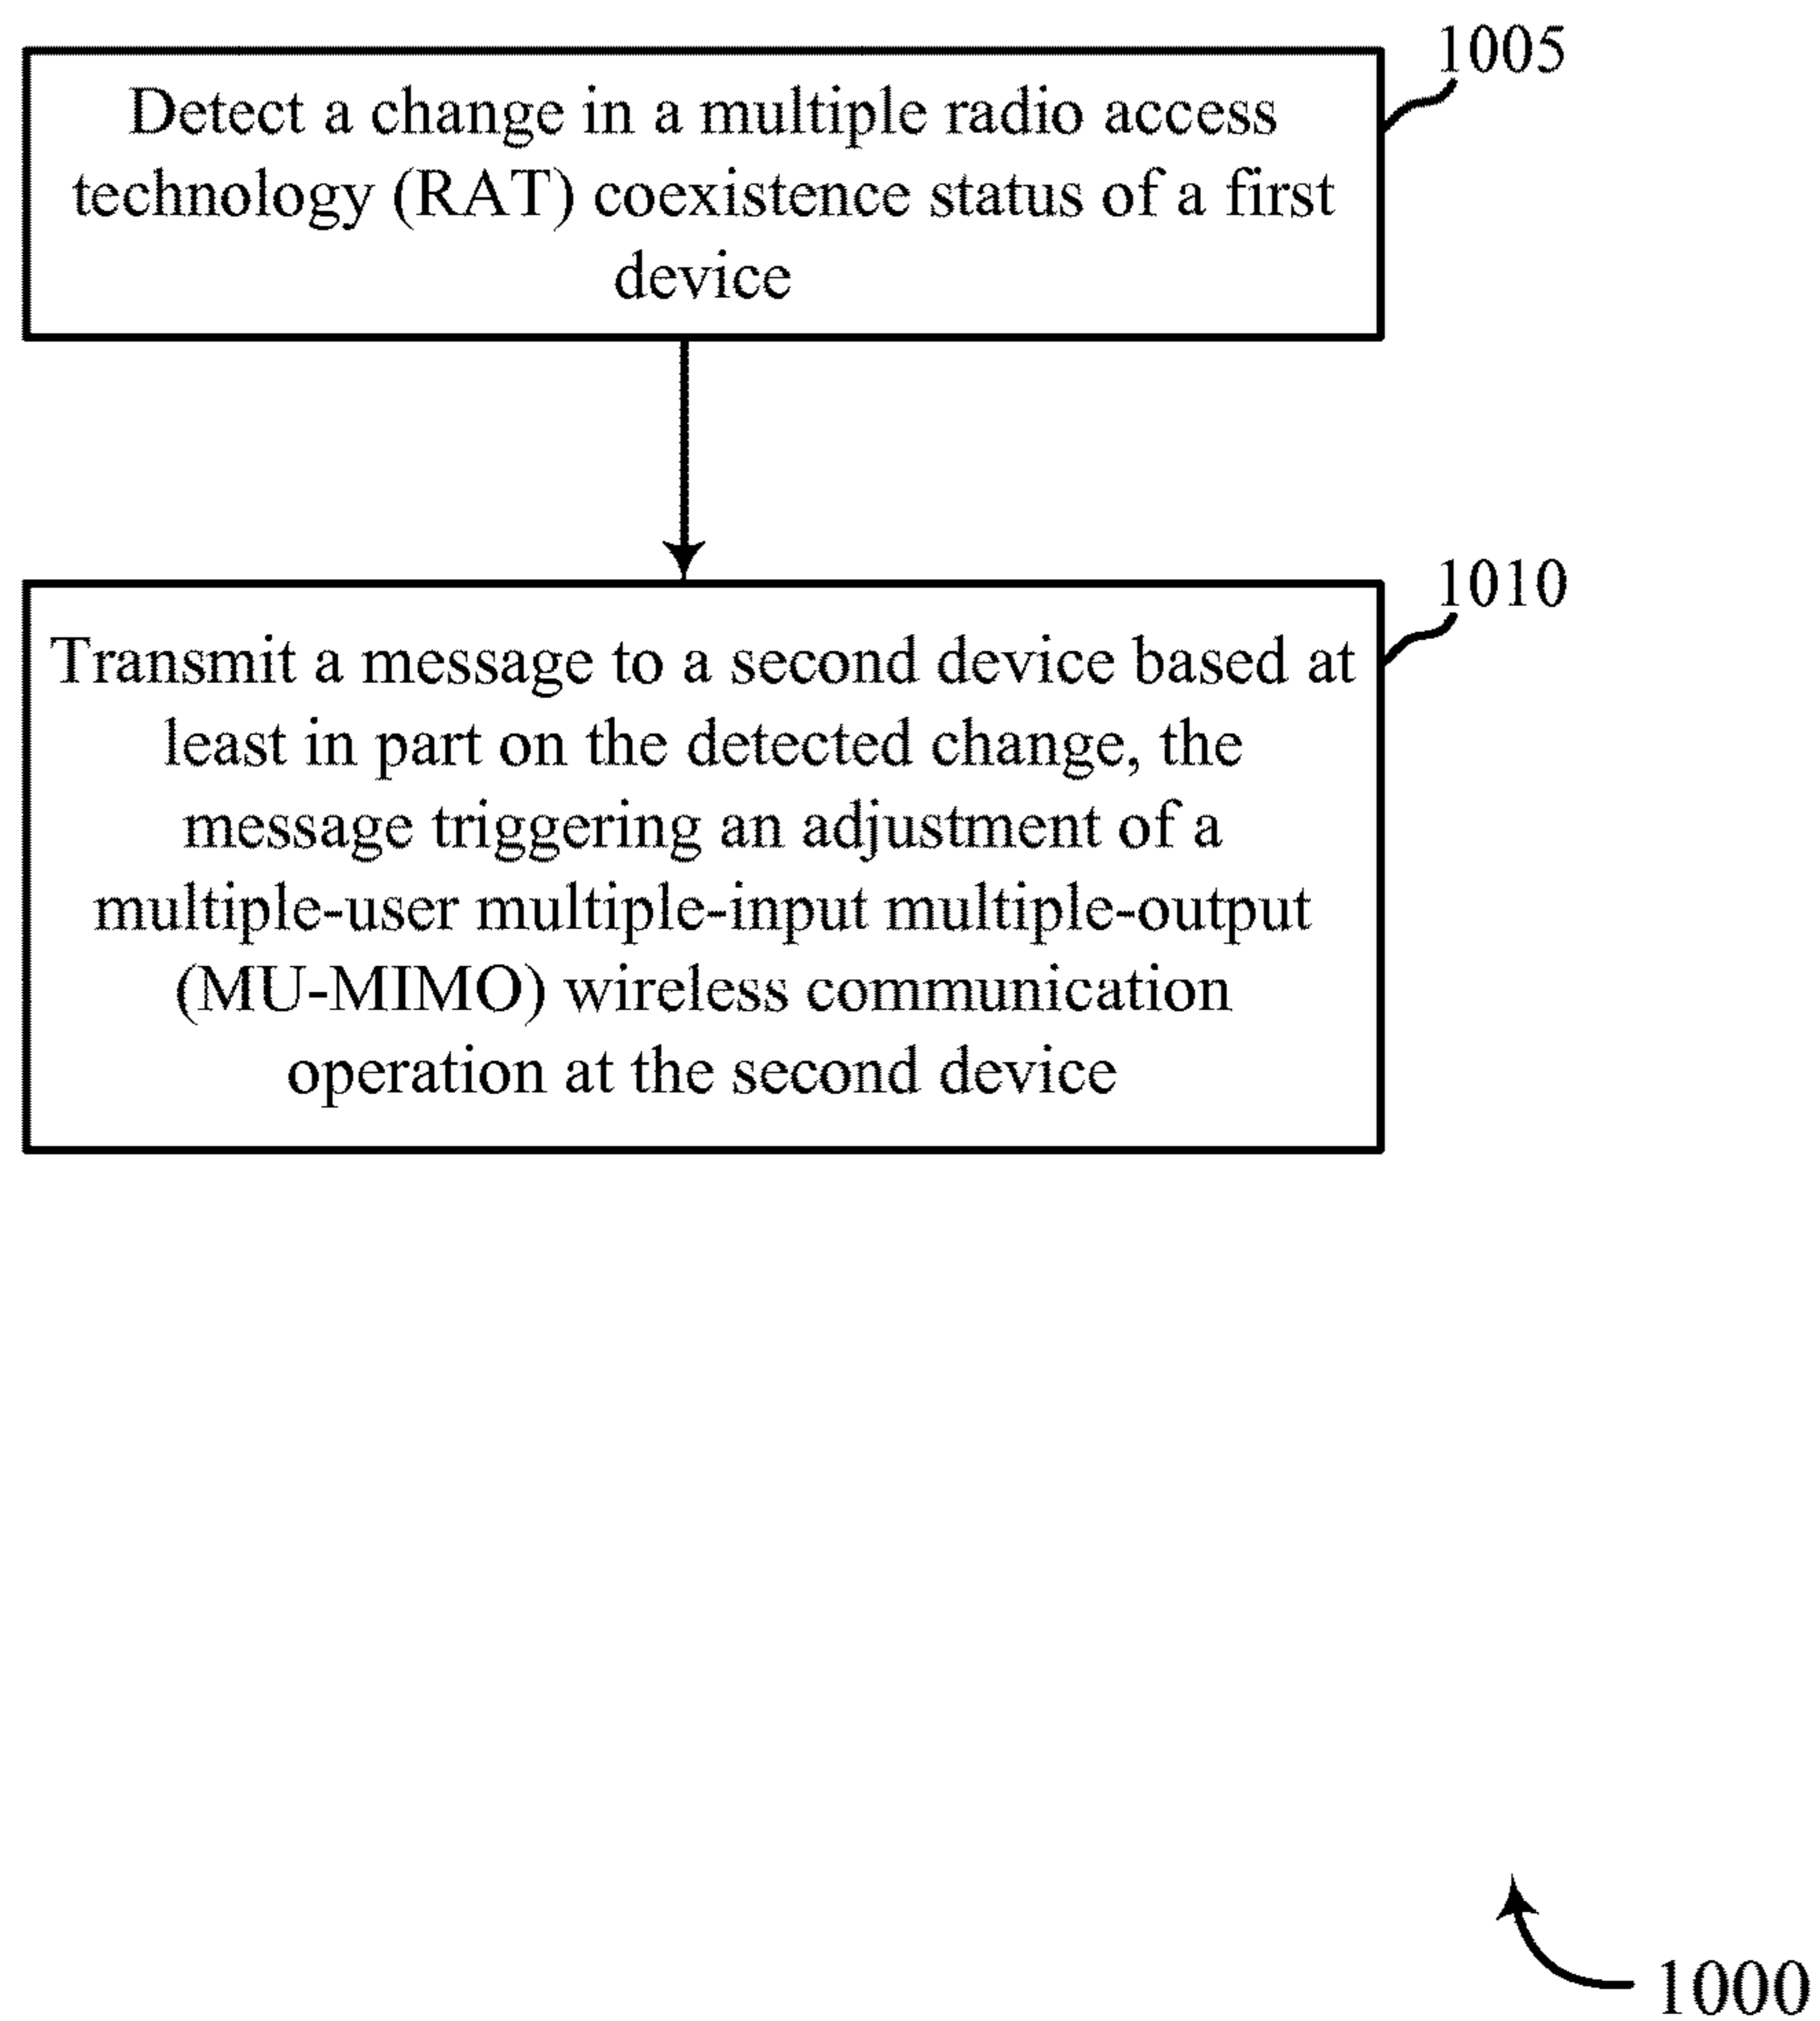 1005
Detect a change in a multiple radio access
technology (RAT) coexistence status of a first
device
1010
Transmit a message to a second device based at
least in part on the detected change, the
message triggering an adjustment of a
multiple-user multiple-input multiple-output
(MU-MIMO) wireless communication
operation at the second device
1000